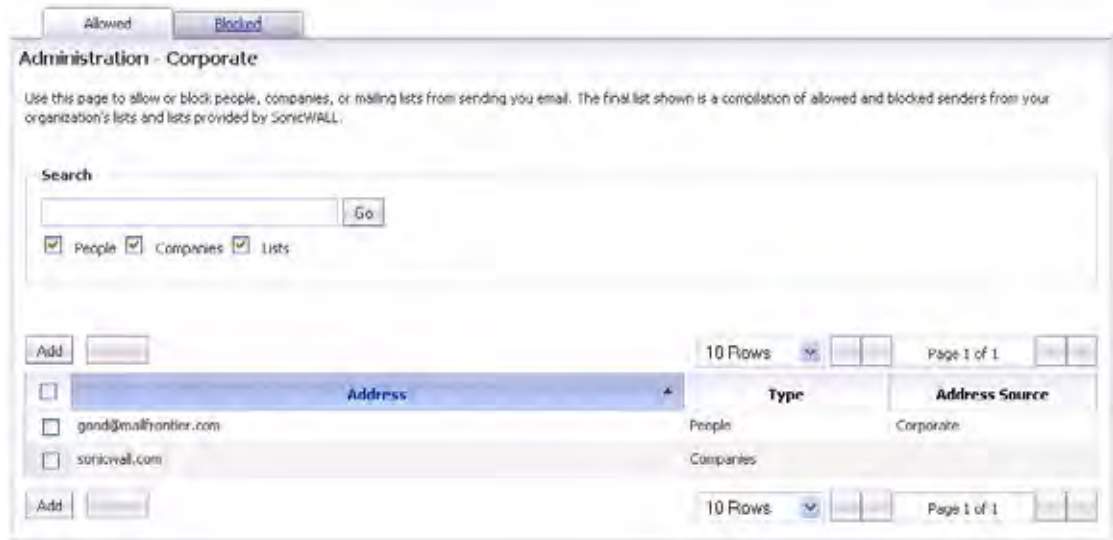 Allowed Blocked
Administration - Corporate
Use this page to allow or block people, companies, or mailing lists from sending you email. The final list shown is a compilation of allowed and blocked senders from your
organization's lists and lists provided by SonicWALL.
Search
Go
People Companies Lists
Add 10 Rows Page 1 of 1
Address Type Address Source
good@mailfrontier.com People Corporate
sonicwall.com Companies
Add 10 Rows Page 1 of 1